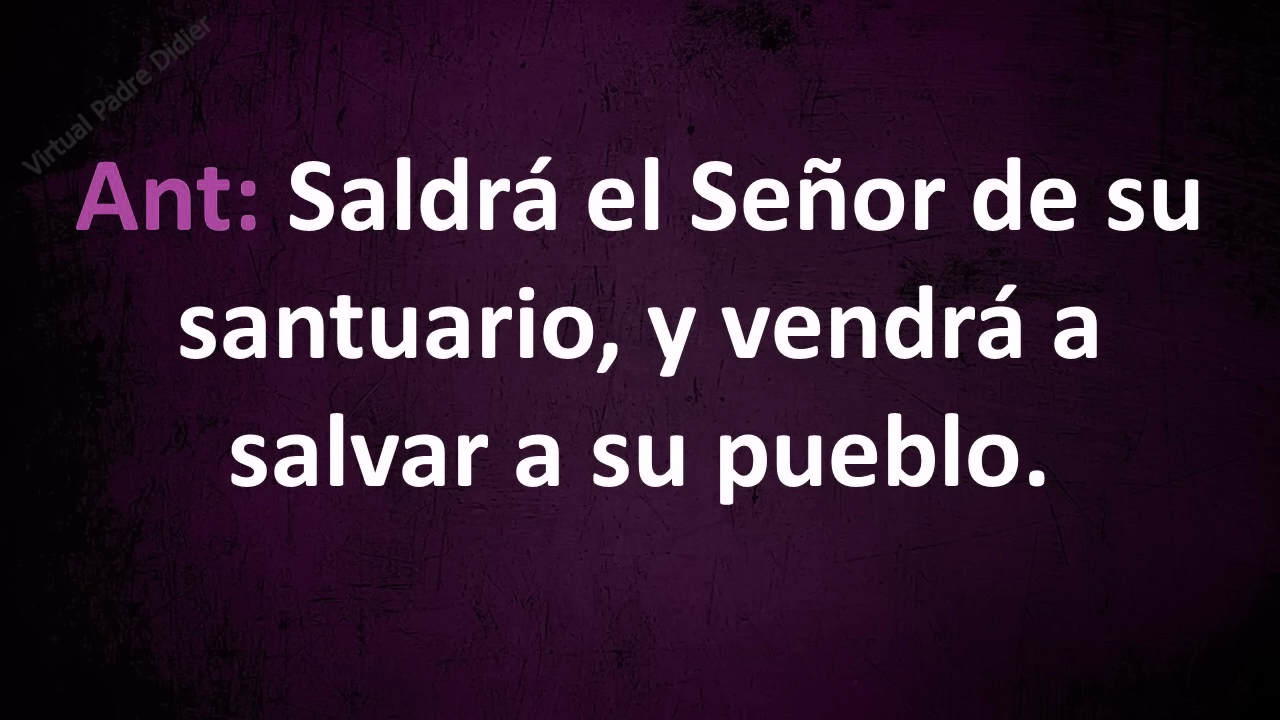 Virtual Padre Didier
Ant: Saldrá el Señor de su
santuario, y vendrá a
salvar a su pueblo.